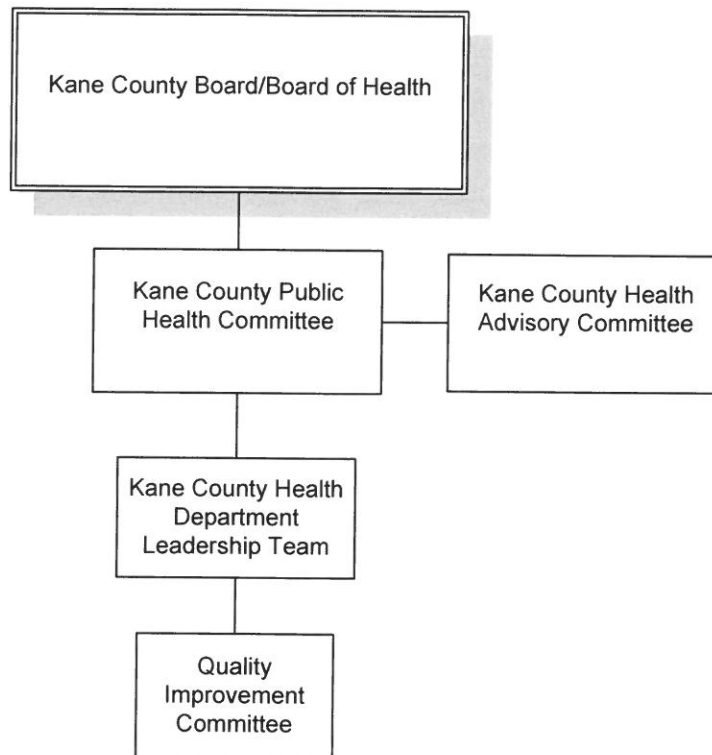 Kane County Board/Board of Health
Kane County Public
Health Committee
Kane County Health
Advisory Committee
Kane County Health
Department
Leadership Team
Quality
Improvement
Committee